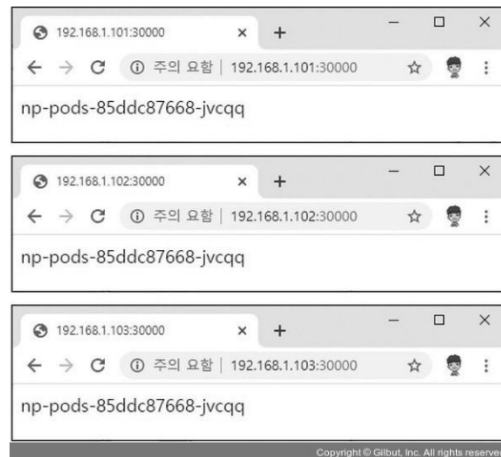 192.168.1.101:30000
주의 요함 | 192.168.1.101:30000
np-pods-85ddc87668-jvcqq
192.168.1.102:30000
주의 요함 | 192.168.1.102:30000
np-pods-85ddc87668-jvcqq
192.168.1.103:30000
주의 요함 | 192.168.1.103:30000
np-pods-85ddc87668-jvcqq
Copyright © Gilbut, Inc. All rights reserved